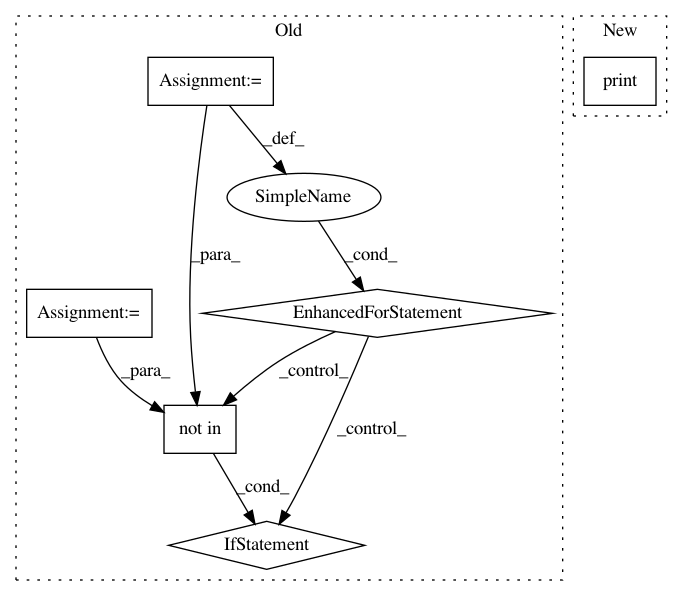 Old
New
Assignment:=
print
_def_
SimpleName
_para_
_cond_
Assignment:=
EnhancedForStatement
_para_
_control_
not in
_control_
_cond_
IfStatement